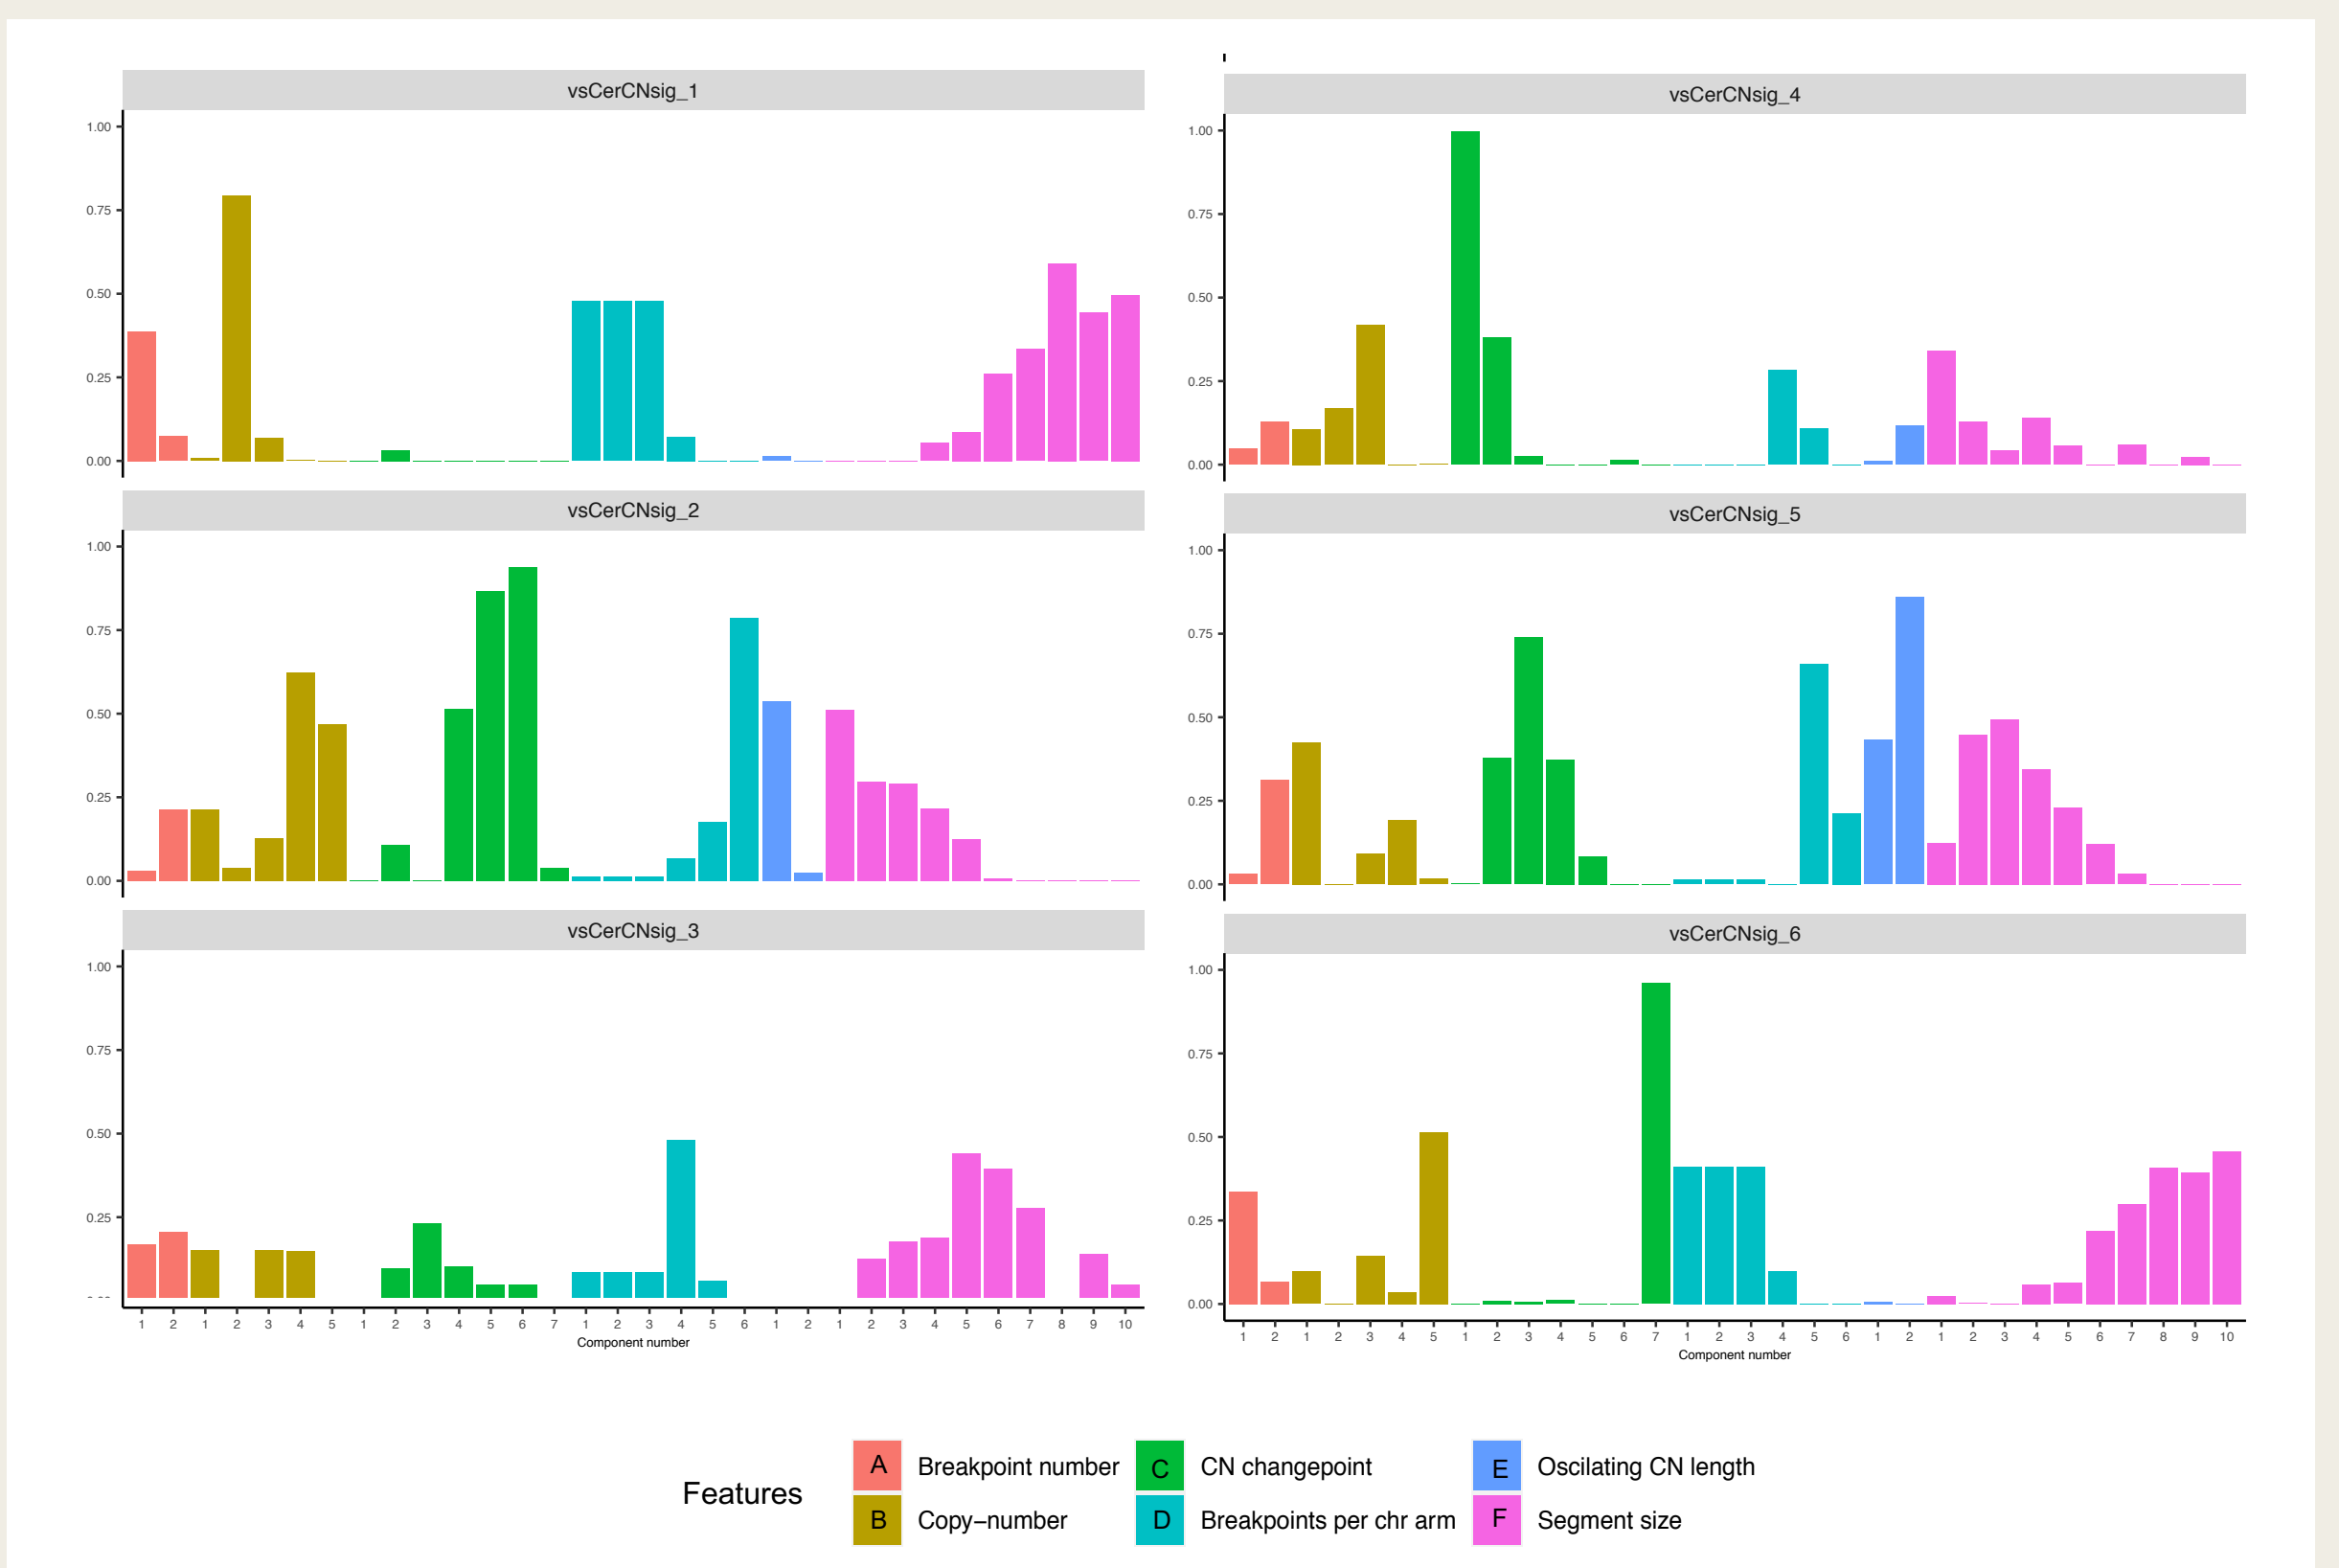 vsCerCNsig_1
1.00
0.75
0.50
0.25
0.00
vsCerCNsig_2
1.00
0.75
0.50
0.25
0.00
vsCerCNsig_3
1.00
0.75
0.50
0.25
1 2 1 2 3 4 5 1 2 3 4 5 6 7 1 2 3 4 5 6 1 2 1 2 3 4 5 6 7 8 9 10
Component number
vsCerCNsig_4
1.00
0.75
0.50
0.25
0.00
vsCerCNsig_5
1.00
0.75
0.50
0.25
0.00
vsCerCNsig_6
1.00
0.75
0.50
0.25
0.00
1 2 1 2 3 4 5 1 2 3 4 5 6 7 1 2 3 4 5 6 1 2 1 2 3 4 5 6 7 8 9 10
Component number
Features
A Breakpoint number
B Copy−number
C CN changepoint
D Breakpoints per chr arm
E Oscilating CN length
F Segment size